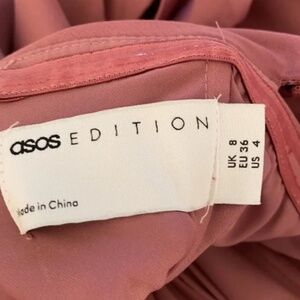 asos EDITION
Made in China
UK 8
EU 36
US 4